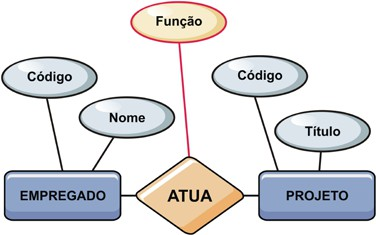 Função
Código
Nome
Código
Título
EMPREGADO
ATUA
PROJETO